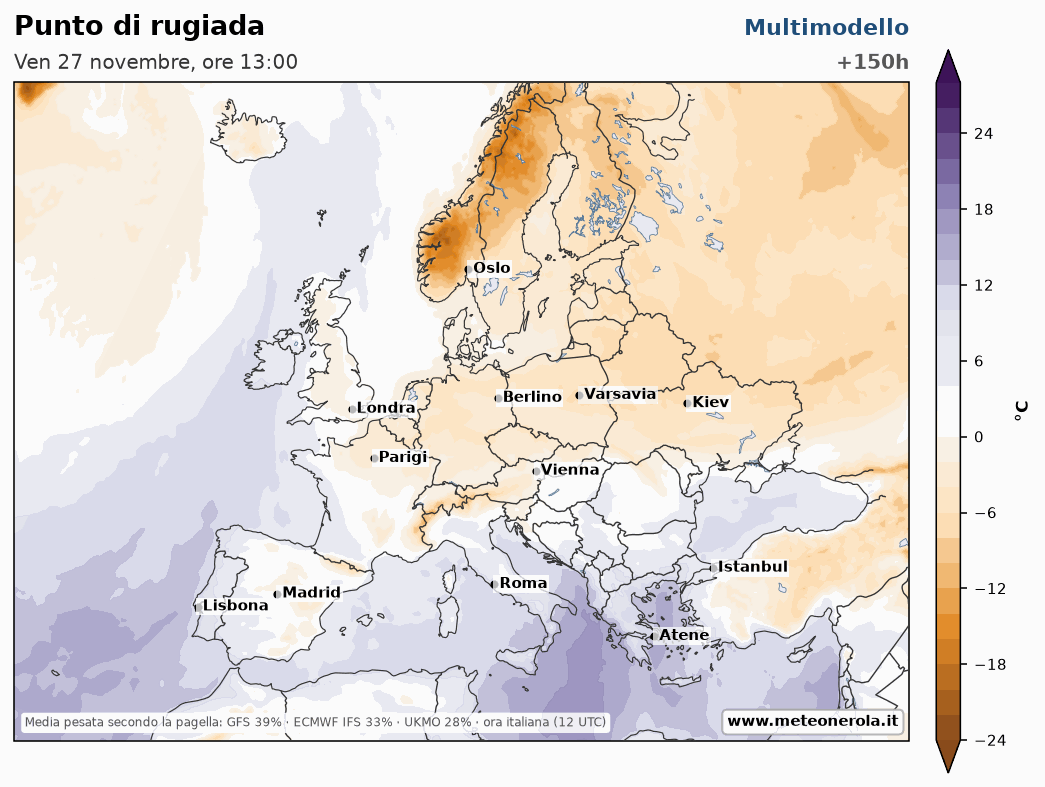 Punto di rugiada
Multimodello
Ven 27 novembre, ore 13:00
+150h
Oslo
Londra
Berlino
Varsavia
Kiev
Parigi
Vienna
Istanbul
Roma
Madrid
Lisbona
Atene
Media pesata secondo la pagella: GFS 39% · ECMWF IFS 33% · UKMO 28% · ora italiana (12 UTC)
www.meteonerola.it
24
18
12
6
0
−6
−12
−18
−24
°C